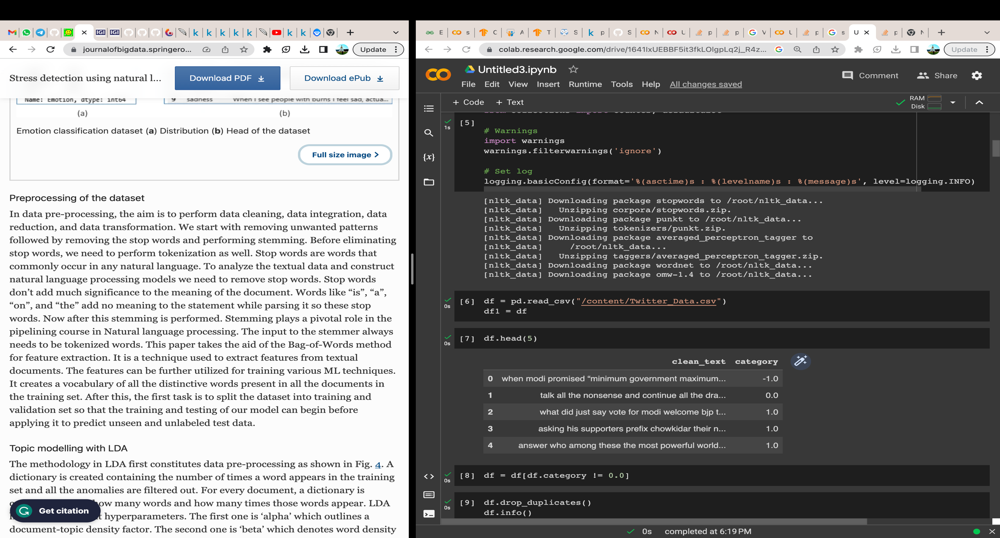 journalofbigdata.springero...
Update
Stress detection using natural l...
Download PDF
Download ePub
Name: Emotion, dtype: int64
9 sadness When I see people with burns I feel sad, actua...
(a)
(b)
Emotion classification dataset (a) Distribution (b) Head of the dataset
Full size image
Preprocessing of the dataset
In data pre-processing, the aim is to perform data cleaning, data integration, data
reduction, and data transformation. We start with removing unwanted patterns
followed by removing the stop words and performing stemming. Before eliminating
stop words, we need to perform tokenization as well. Stop words are words that
commonly occur in any natural language. To analyze the textual data and construct
natural language processing models we need to remove stop words. Stop words
don’t add much significance to the meaning of the document. Words like “is”, “a”,
“on”, and “the” add no meaning to the statement while parsing it so these stop
words. Now after this stemming is performed. Stemming plays a pivotal role in the
pipelining course in Natural language processing. The input to the stemmer always
needs to be tokenized words. This paper takes the aid of the Bag-of-Words method
for feature extraction. It is a technique used to extract features from textual
documents. The features can be further utilized for training various ML techniques.
It creates a vocabulary of all the distinctive words present in all the documents in
the training set. After this, the first task is to split the dataset into training and
validation set so that the training and testing of our model can begin before
applying it to predict unseen and unlabeled test data.
Topic modelling with LDA
The methodology in LDA first constitutes data pre-processing as shown in Fig. 4. A
dictionary is created containing the number of times a word appears in the training
set and all the anomalies are filtered out. For every document, a dictionary is
how many words and how many times those words appear. LDA
hyperparameters. The first one is ‘alpha’ which outlines a
document-topic density factor. The second one is ‘beta’ which denotes word density
Get citation
colab.research.google.com/drive/1641lxUEBBF5it3fkLOlgpLq2j_R4z...
Update
Untitled3.ipynb
Comment
Share
File Edit View Insert Runtime Tools Help All changes saved
+ Code + Text
RAM
Disk
1s
[5]
# Warnings
import warnings
warnings.filterwarnings('ignore')
# Set log
logging.basicConfig(format='%(asctime)s : %(levelname)s : %(message)s', level=logging.INFO)
[nltk_data] Downloading package stopwords to /root/nltk_data...
[nltk_data]   Unzipping corpora/stopwords.zip.
[nltk_data] Downloading package punkt to /root/nltk_data...
[nltk_data]   Unzipping tokenizers/punkt.zip.
[nltk_data] Downloading package averaged_perceptron_tagger to
[nltk_data]     /root/nltk_data...
[nltk_data]   Unzipping taggers/averaged_perceptron_tagger.zip.
[nltk_data] Downloading package wordnet to /root/nltk_data...
[nltk_data] Downloading package omw-1.4 to /root/nltk_data...
0s
[6] df = pd.read_csv("/content/Twitter_Data.csv")
df1 = df
0s
[7] df.head(5)
clean_text category
0 when modi promised “minimum government maximum... -1.0
1 talk all the nonsense and continue all the dra... 0.0
2 what did just say vote for modi welcome bjp t... 1.0
3 asking his supporters prefix chowkidar their n... 1.0
4 answer who among these the most powerful world... 1.0
0s
[8] df = df[df.category != 0.0]
0s
[9] df.drop_duplicates()
df.info()
0s completed at 6:19 PM